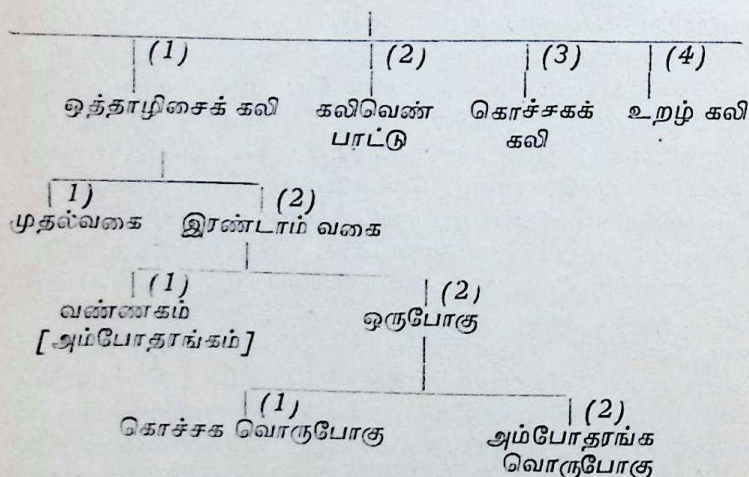 (1) (2) (3) (4)
ஒத்தாழிசைக் கலி கலிவெண் கொச்சகக் உறழ் கலி
பாட்டு கலி
1) (2)
முதல்வகை இரண்டாம் வகை
(1) (2)
வண்ணகம் ஒருபோகு
[அம்போதரங்கம்]
(1) (2)
கொச்சக வொருபோகு அம்போதரங்க
வொருபோகு